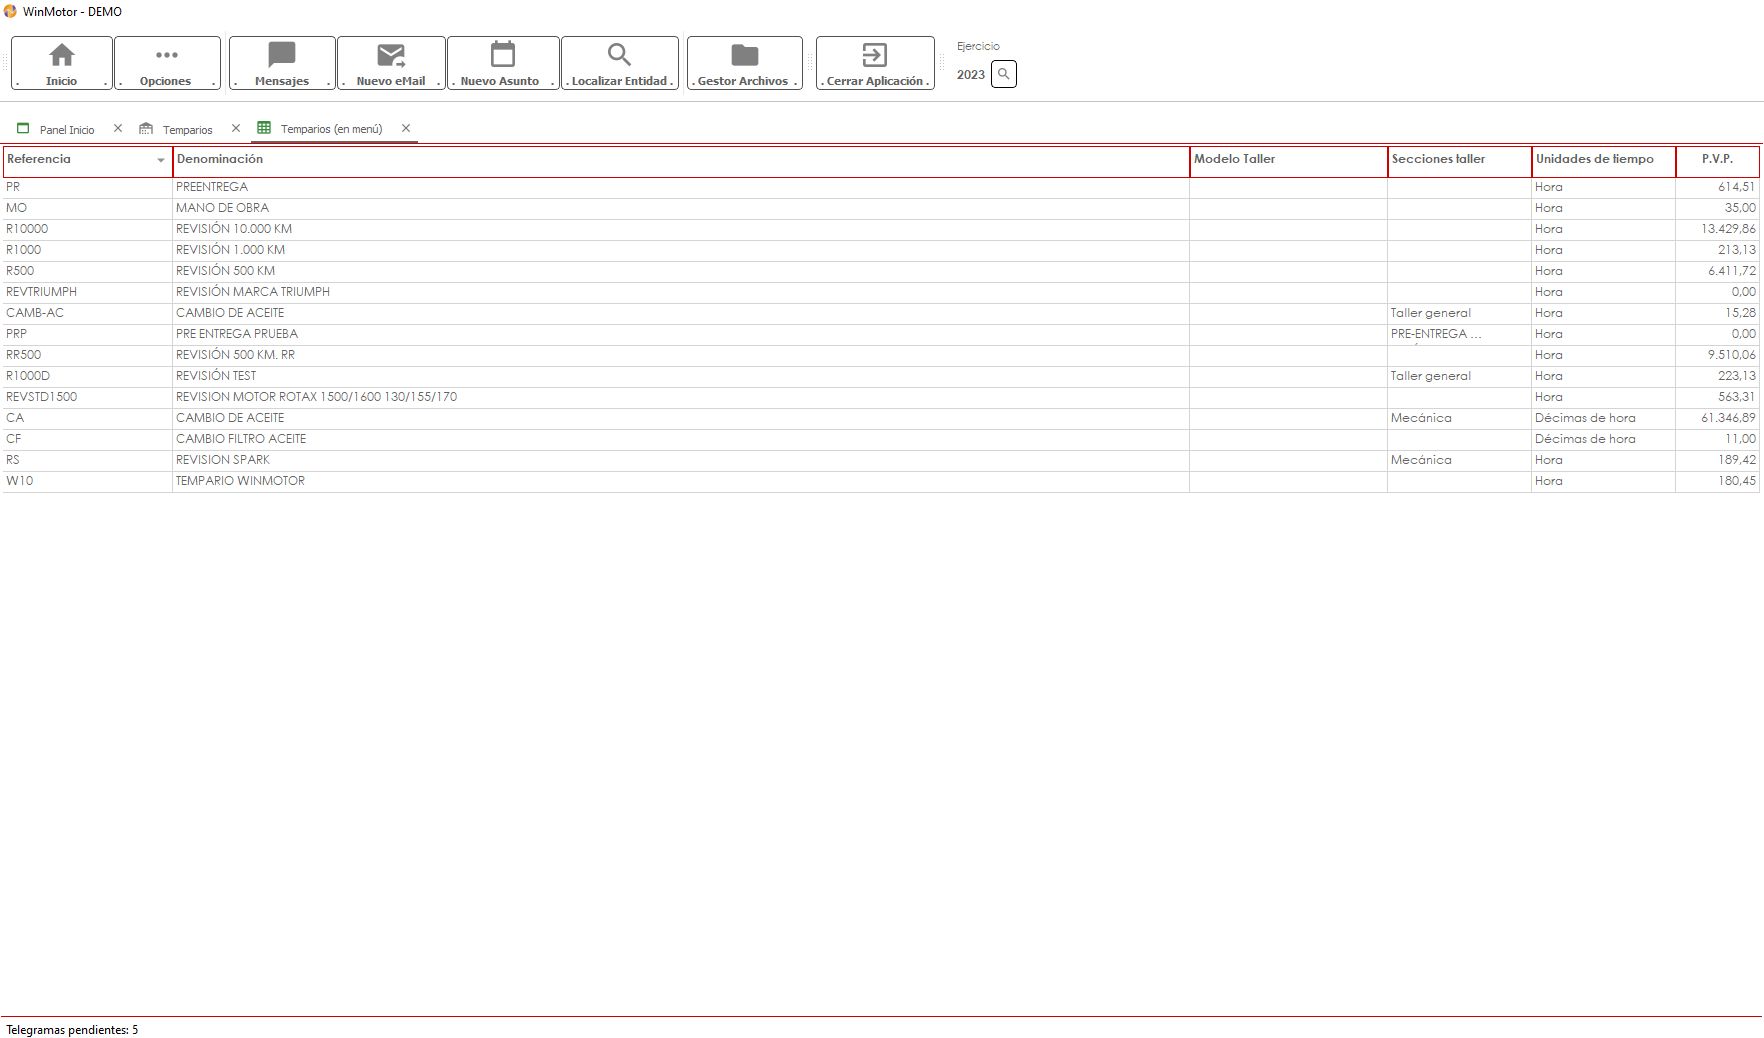 WinMotor - DEMO
. Inicio . . Opciones . . Mensajes . . Nuevo eMail . . Nuevo Asunto . . Localizar Entidad . . Gestor Archivos . . Cerrar Aplicación .
Ejercicio
2023
Panel Inicio Temparios Temparios (en menú)
Referencia Denominación Modelo Taller Secciones taller Unidades de tiempo P.V.P.
PR PREENTREGA Hora 614,51
MO MANO DE OBRA Hora 35,00
R10000 REVISIÓN 10.000 KM Hora 13.429,86
R1000 REVISIÓN 1.000 KM Hora 213,13
R500 REVISIÓN 500 KM Hora 6.411,72
REVTRIUMPH REVISIÓN MARCA TRIUMPH Hora 0,00
CAMB-AC CAMBIO DE ACEITE Taller general Hora 15,28
PRP PRE ENTREGA PRUEBA PRE-ENTREGA ... Hora 0,00
RR500 REVISIÓN 500 KM. RR Hora 9.510,06
R1000D REVISIÓN TEST Taller general Hora 223,13
REVSTD1500 REVISION MOTOR ROTAX 1500/1600 130/155/170 Hora 563,31
CA CAMBIO DE ACEITE Mecánica Décimas de hora 61.346,89
CF CAMBIO FILTRO ACEITE Décimas de hora 11,00
RS REVISION SPARK Mecánica Hora 189,42
W10 TEMPARIO WINMOTOR Hora 180,45
Telegramas pendientes: 5